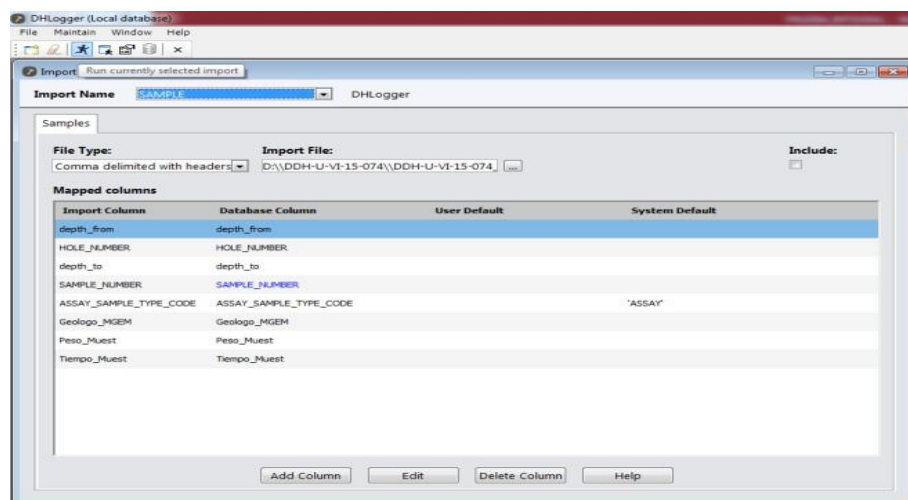 DHLogger (Local database)
File Maintain Window Help
Import Run currently selected import
Import Name SAMPLE DHLogger
Samples
File Type: Import File: Include:
Comma delimited with headers D:\\DDH-U-VI-15-074\\DDH-U-VI-15-074_ ...
Mapped columns
Import Column Database Column User Default System Default
depth_from depth_from
HOLE_NUMBER HOLE_NUMBER
depth_to depth_to
SAMPLE_NUMBER SAMPLE_NUMBER
ASSAY_SAMPLE_TYPE_CODE ASSAY_SAMPLE_TYPE_CODE 'ASSAY'
Geologo_MGEM Geologo_MGEM
Peso_Muest Peso_Muest
Tiempo_Muest Tiempo_Muest
Add Column Edit Delete Column Help